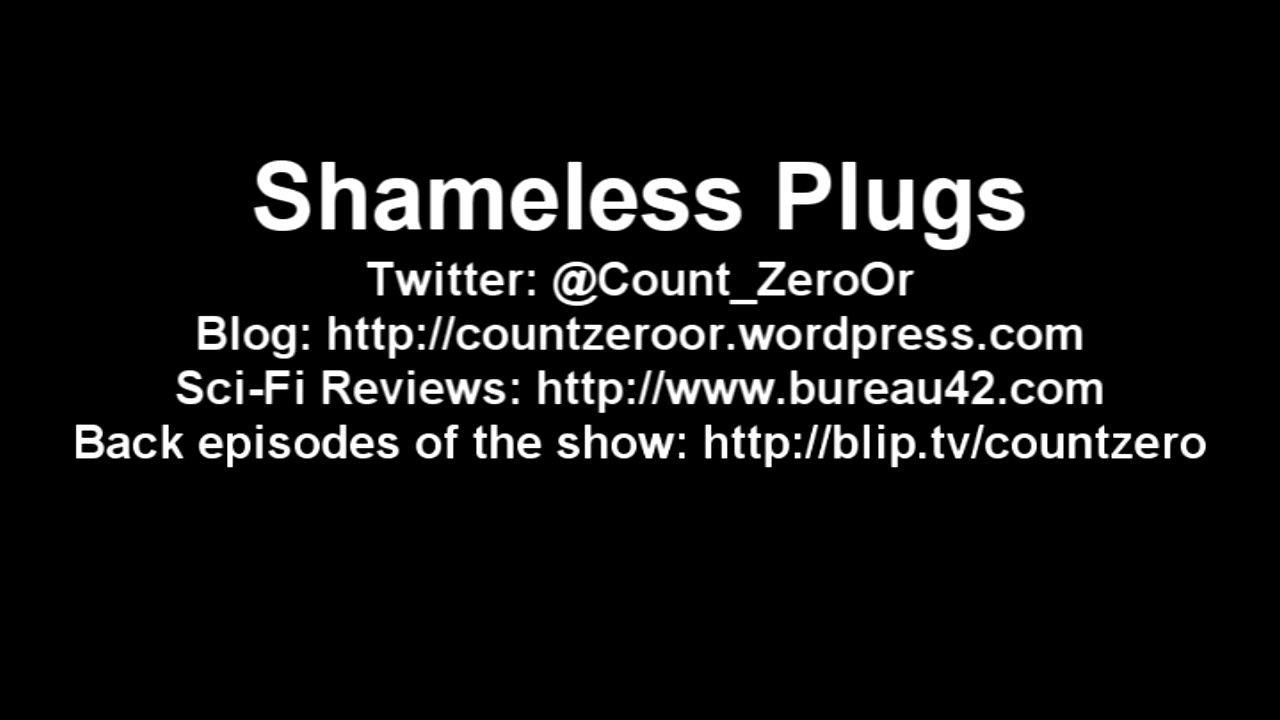 Shameless Plugs
Twitter: @Count_ZeroOr
Blog: http://countzeroor.wordpress.com
Sci-Fi Reviews: http://www.bureau42.com
Back episodes of the show: http://blip.tv/countzero